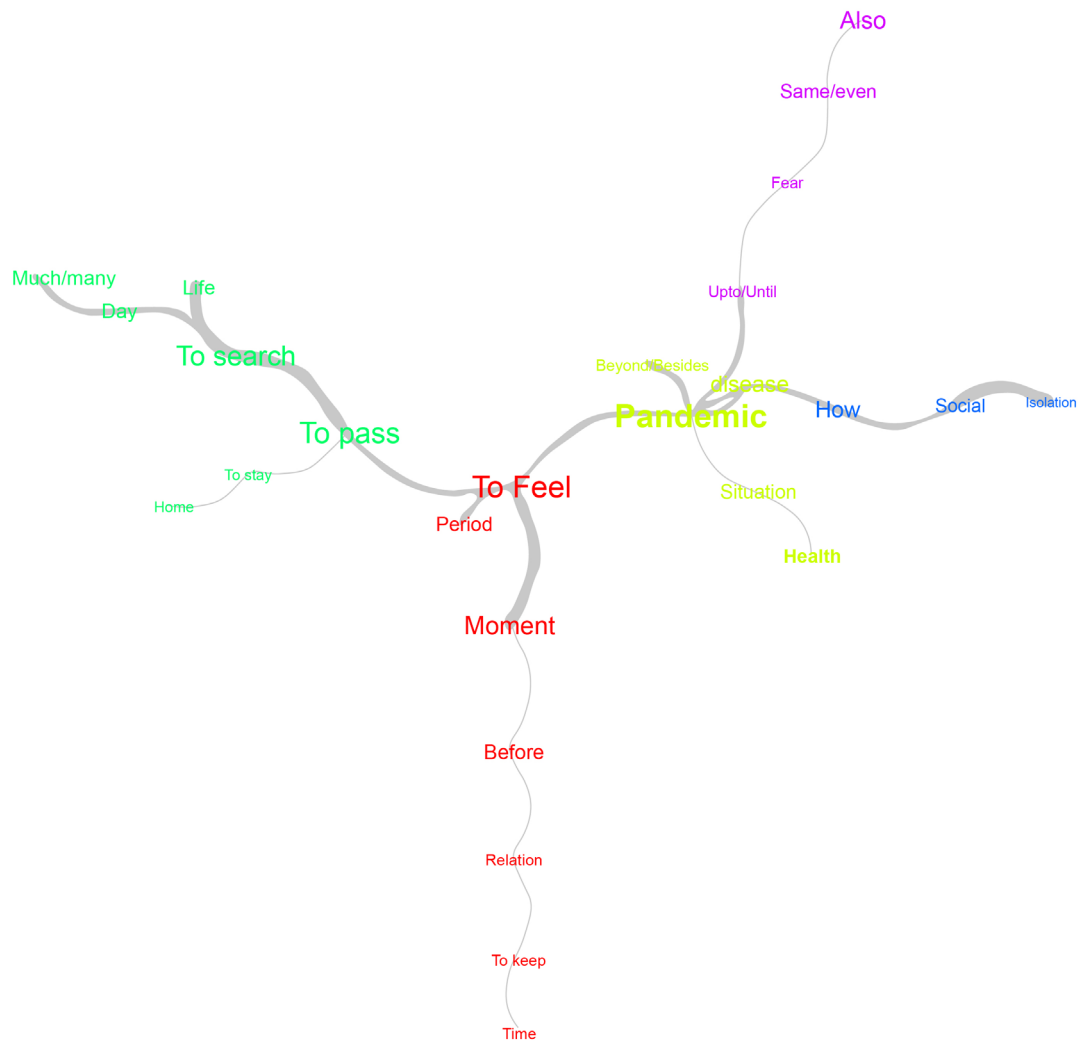 Also
Same/even
Fear
Much/many
Life
Day
Upto/Until
To search
Beyond/Besides
disease
How
Social
Isolation
Pandemic
To pass
To stay
To Feel
Situation
Home
Period
Health
Moment
Before
Relation
To keep
Time